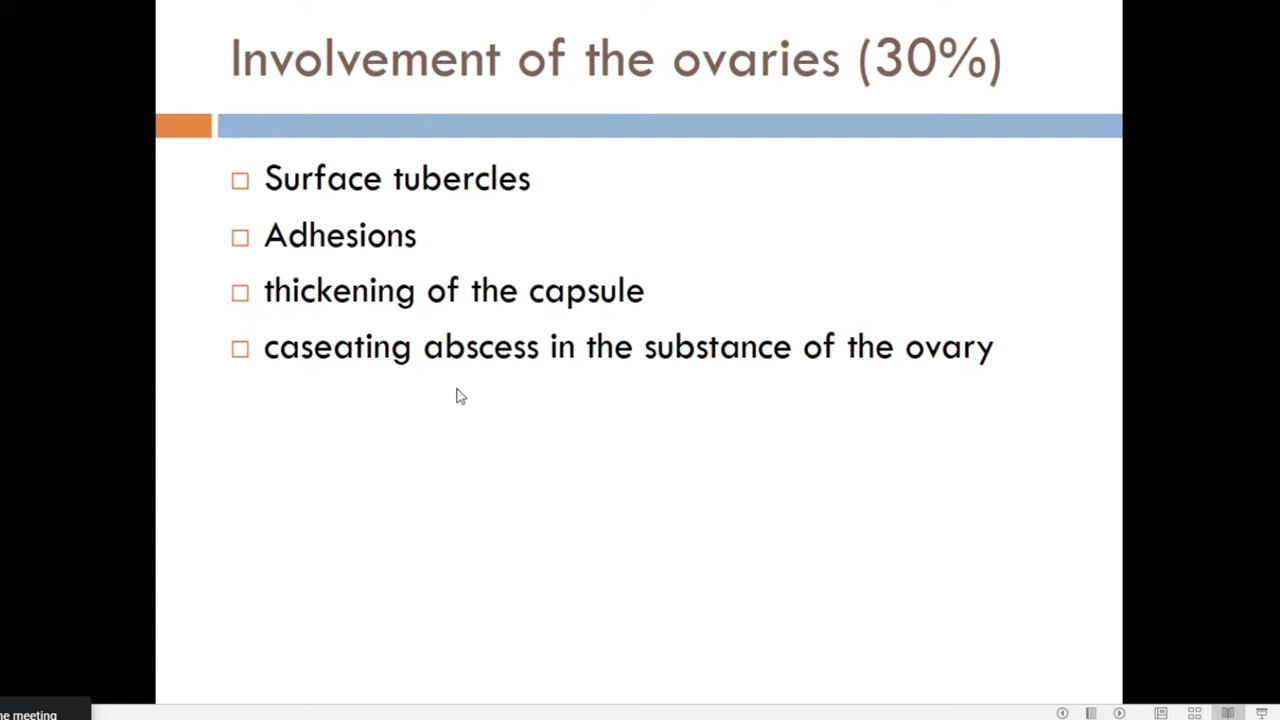 Involvement of the ovaries (30%)
Surface tubercles
Adhesions
thickening of the capsule
caseating abscess in the substance of the ovary
meeting